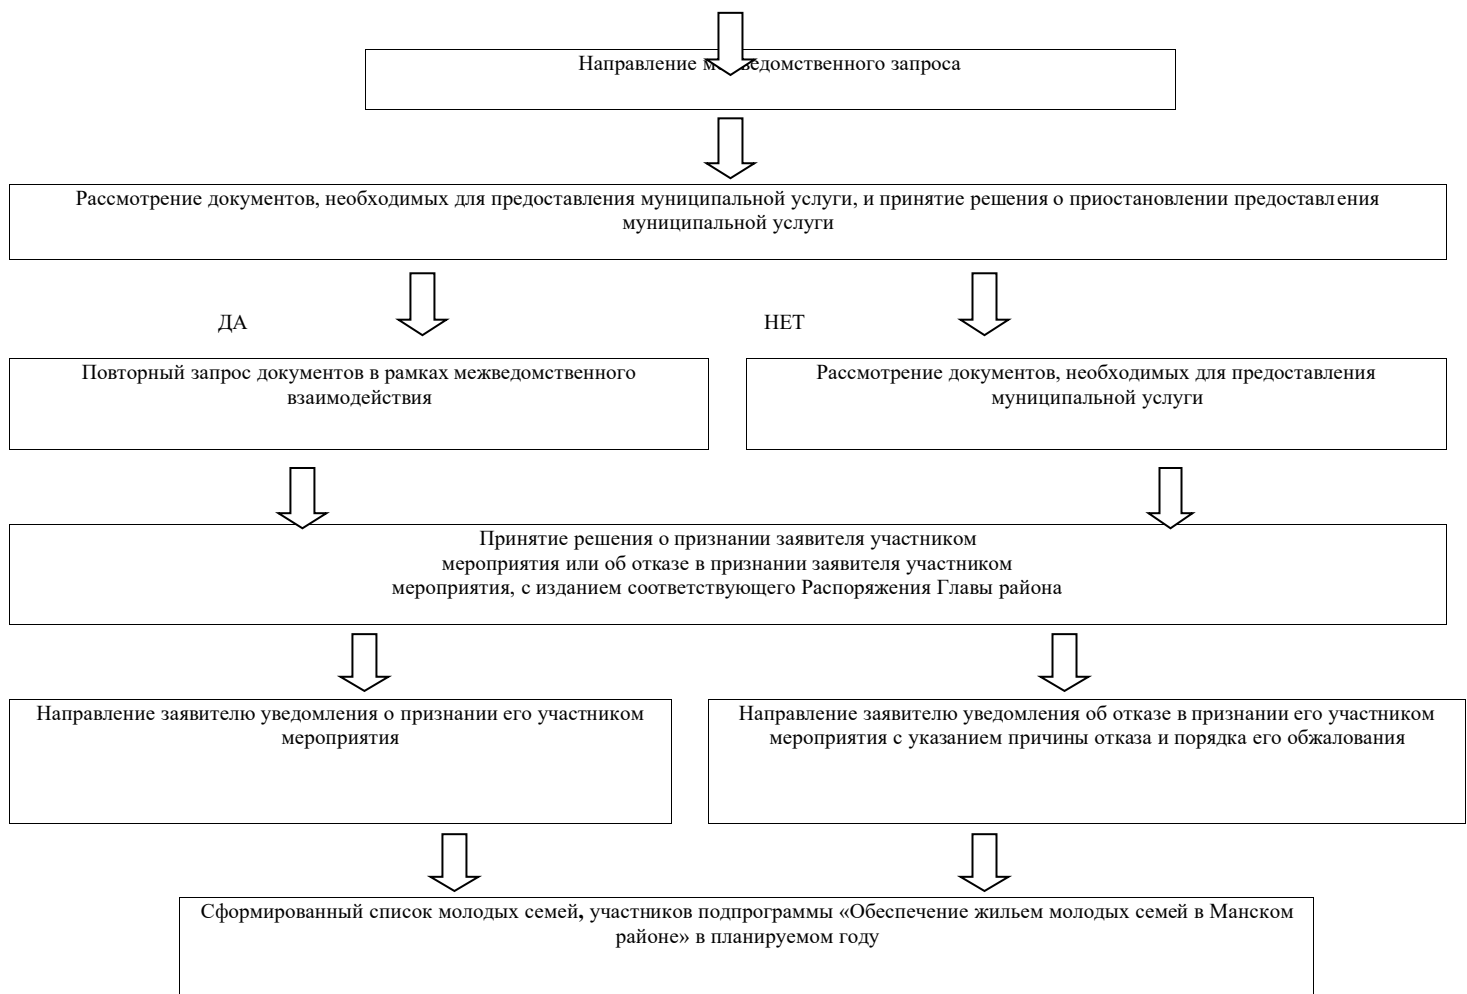 Направление межведомственного запроса
Рассмотрение документов, необходимых для предоставления муниципальной услуги, и принятие решения о приостановлении предоставления
муниципальной услуги
ДА
НЕТ
Повторный запрос документов в рамках межведомственного
взаимодействия
Рассмотрение документов, необходимых для предоставления
муниципальной услуги
Принятие решения о признании заявителя участником
мероприятия или об отказе в признании заявителя участником
мероприятия, с изданием соответствующего Распоряжения Главы района
Направление заявителю уведомления о признании его участником
мероприятия
Направление заявителю уведомления об отказе в признании его участником
мероприятия с указанием причины отказа и порядка его обжалования
Сформированный список молодых семей, участников подпрограммы «Обеспечение жильем молодых семей в Манском
районе» в планируемом году